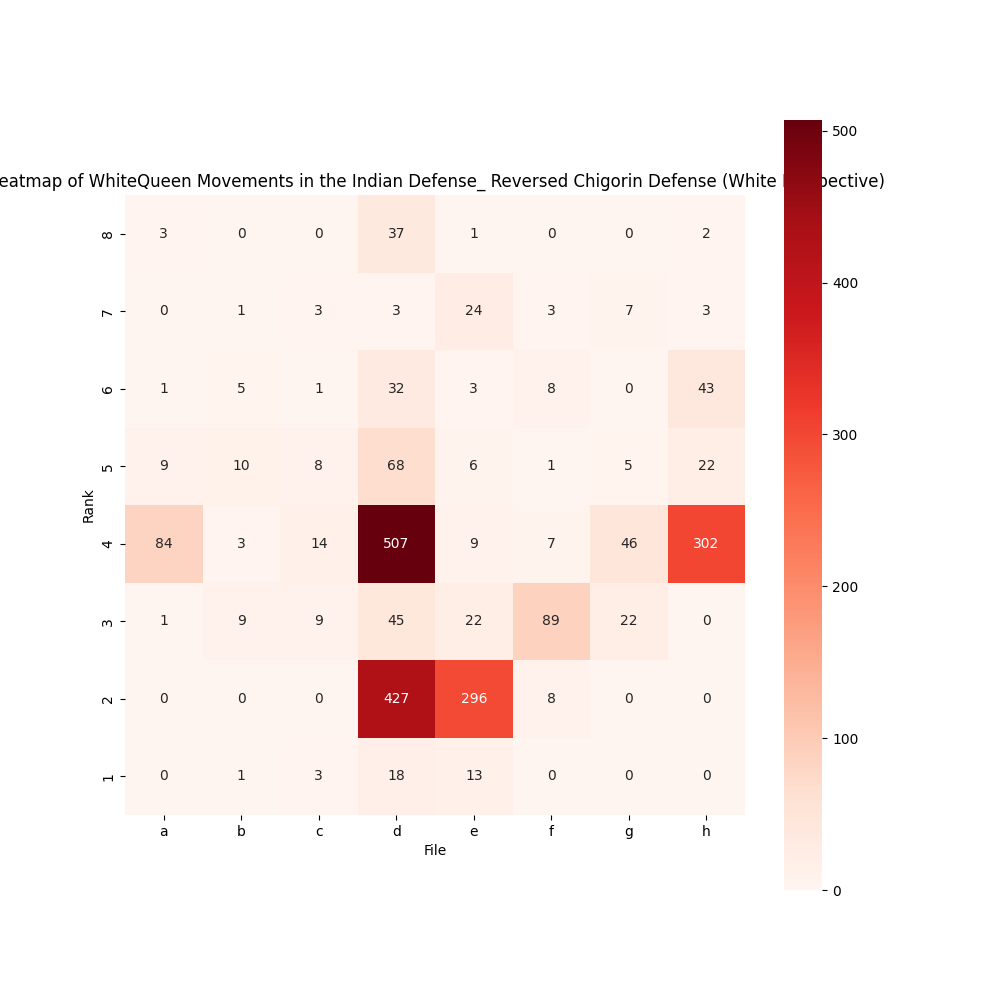 500
eatmap of WhiteQueen Movements in the Indian Defense_ Reversed Chigorin Defense (White pective)
8 3 0 0 37 1 0 0 2
400
7 0 1 3 3 24 3 7 3
6 1 5 1 32 3 8 0 43
300
5 9 10 8 68 6 1 5 22
Rank
4 84 3 14 507 9 7 46 302
200
3 1 9 9 45 22 89 22 0
2 0 0 0 427 296 8 0 0
100
1 0 1 3 18 13 0 0 0
a b c d e f g h
File
0